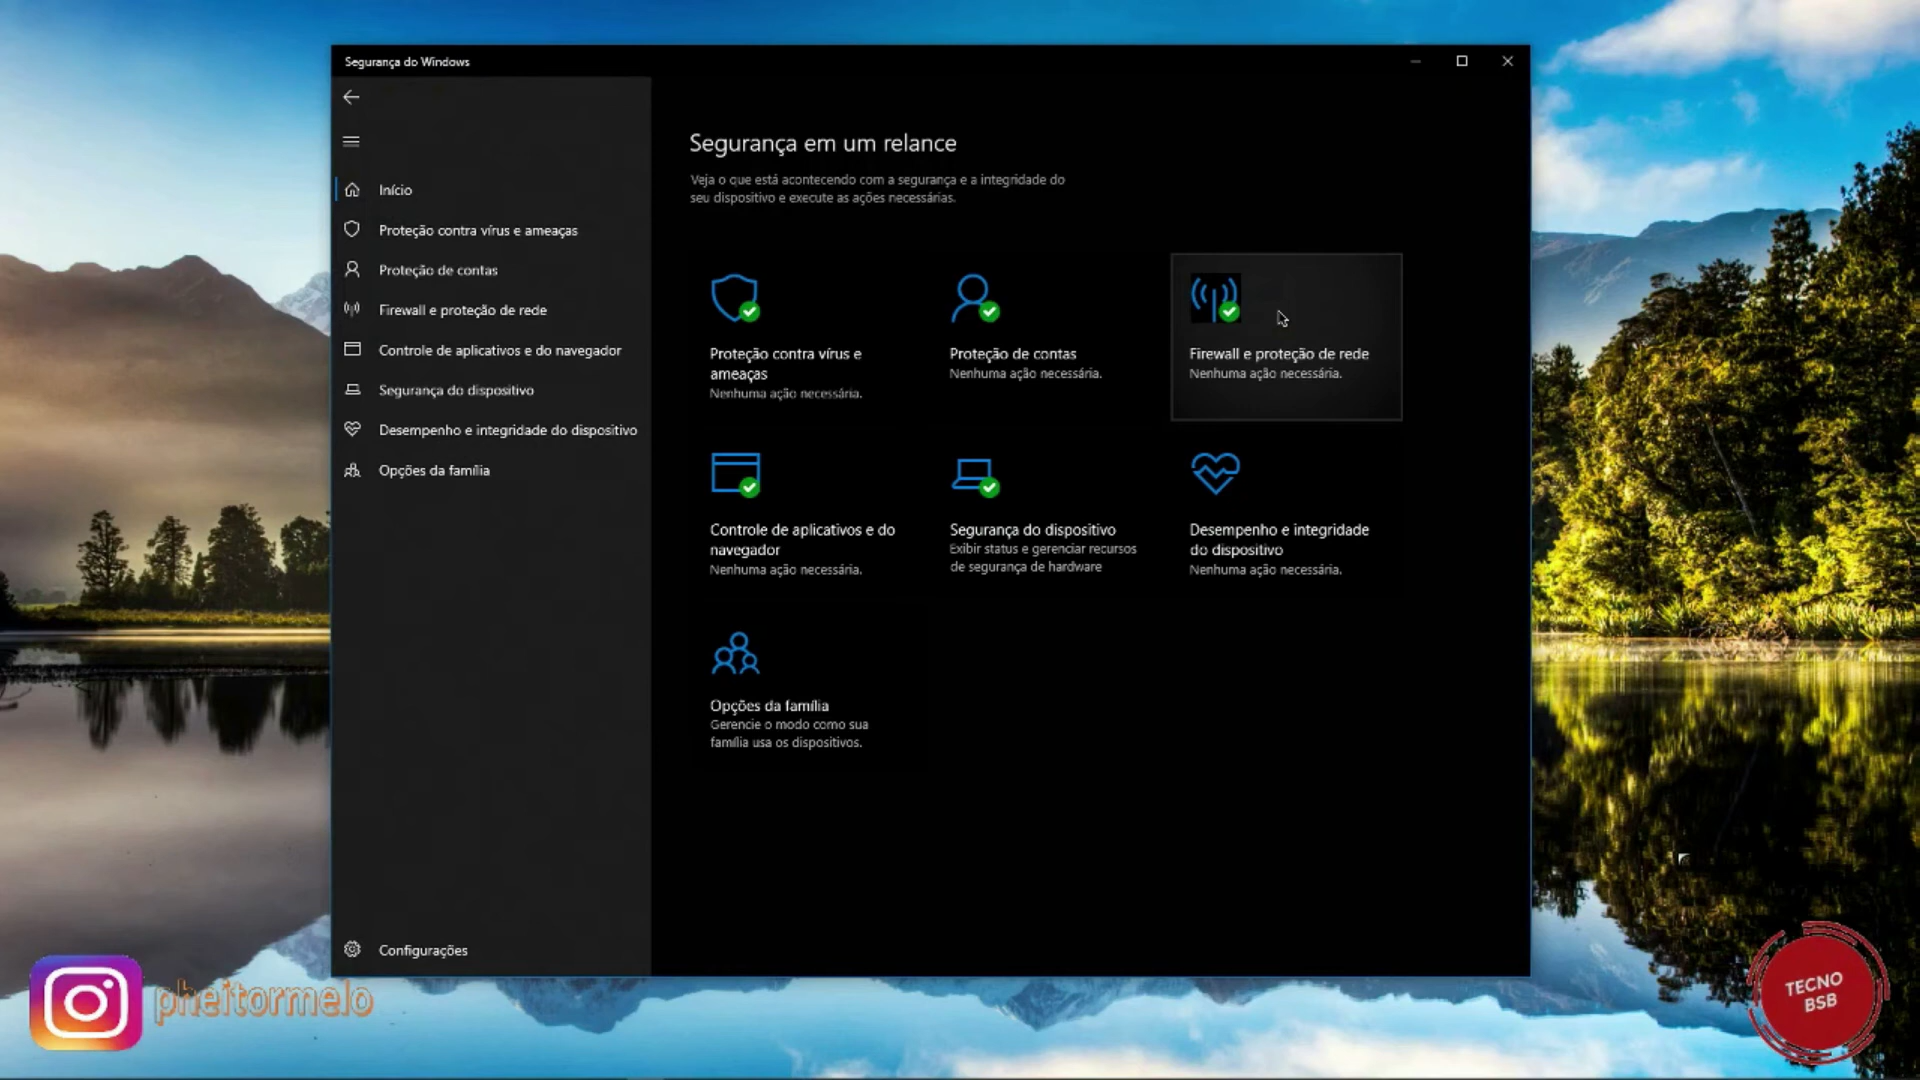 Segurança do Windows
Início
Proteção contra vírus e ameaças
Proteção de contas
Firewall e proteção de rede
Controle de aplicativos e do navegador
Segurança do dispositivo
Desempenho e integridade do dispositivo
Opções da família
Configurações
Segurança em um relance
Veja o que está acontecendo com a segurança e a integridade do
seu dispositivo e execute as ações necessárias.
Proteção contra vírus e
ameaças
Nenhuma ação necessária.
Proteção de contas
Nenhuma ação necessária.
Firewall e proteção de rede
Nenhuma ação necessária.
Controle de aplicativos e do
navegador
Nenhuma ação necessária.
Segurança do dispositivo
Exibir status e gerenciar recursos
de segurança de hardware
Desempenho e integridade
do dispositivo
Nenhuma ação necessária.
Opções da família
Gerencie o modo como sua
família usa os dispositivos.
pheitormelo
TECNO
BSB